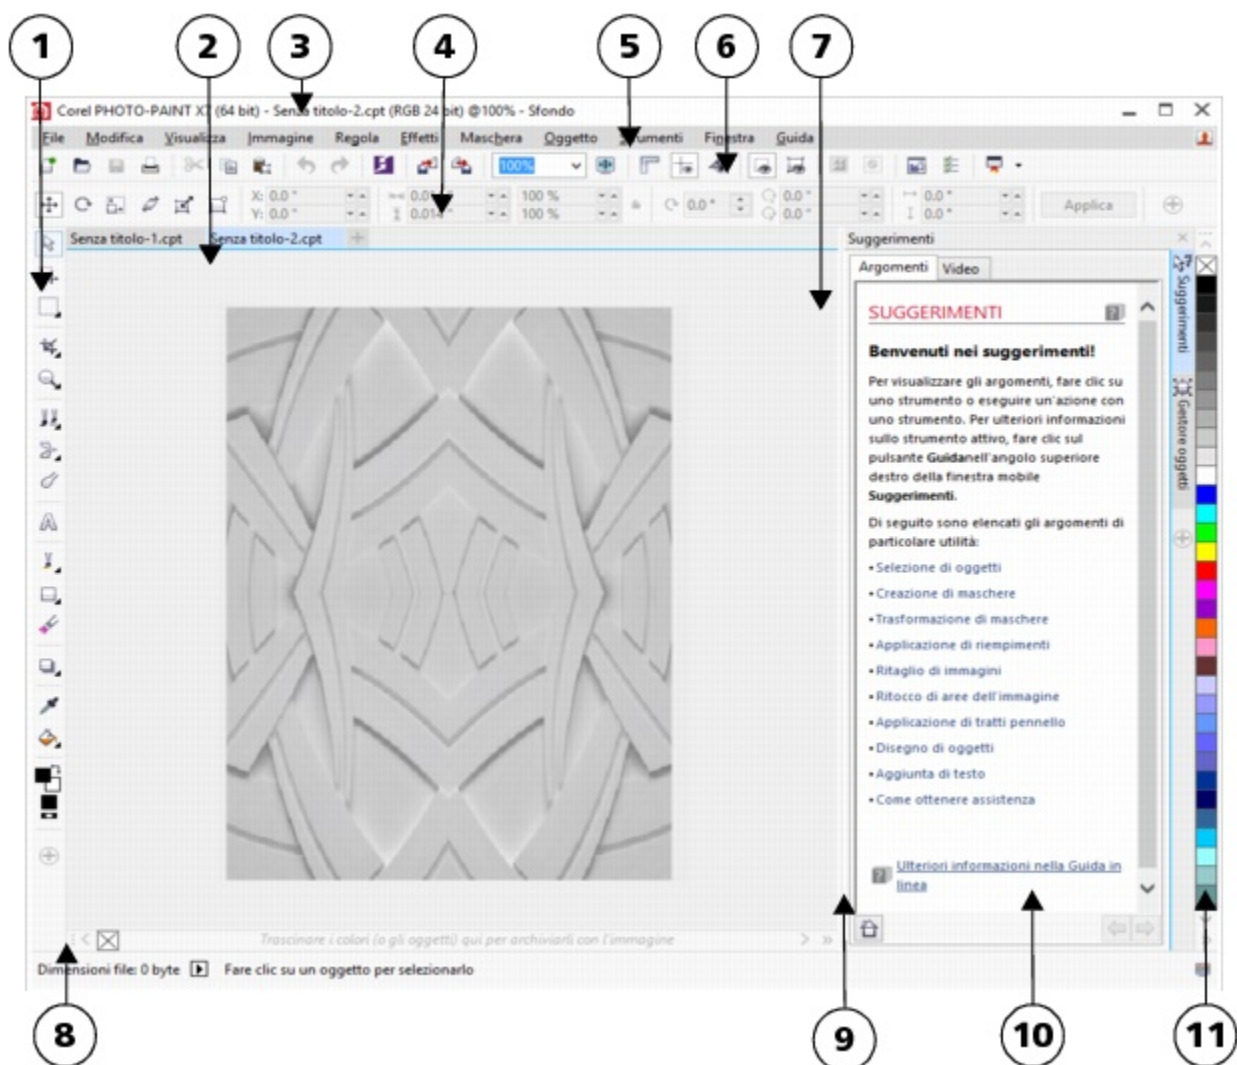 1 2 3 4 5 6 7
Corel PHOTO-PAINT X7 (64 bit) - Senza titolo-2.cpt (RGB 24 bit) @100% - Sfondo
File Modifica Visualizza Immagine Regola Effetti Maschera Oggetto Finestra Guida
100%
X: 0.0 " 100 % 0.0 ° 0.0 " 0.0 "
Y: 0.0 " 0.014 " 100 % 0.0 " 0.0 " Applica
Senza titolo-1.cpt Senza titolo-2.cpt Suggerimenti
Argomenti Video
SUGGERIMENTI
Benvenuti nei suggerimenti!
Per visualizzare gli argomenti, fare clic su
uno strumento o eseguire un'azione con
uno strumento. Per ulteriori informazioni
sullo strumento attivo, fare clic sul
pulsante Guidanell'angolo superiore
destro della finestra mobile
Suggerimenti.
Di seguito sono elencati gli argomenti di
particolare utilità:
• Selezione di oggetti
• Creazione di maschere
• Trasformazione di maschere
• Applicazione di riempimenti
• Ritaglio di immagini
• Ritocco di aree dell'immagine
• Applicazione di tratti pennello
• Disegno di oggetti
• Aggiunta di testo
• Come ottenere assistenza
Ulteriori informazioni nella Guida in
linea
Suggerimenti
Gestore oggetti
Trascinare i colori (o gli oggetti) qui per archiviarli con l'immagine
Dimensioni file: 0 byte Fare clic su un oggetto per selezionarlo
8 9 10 11